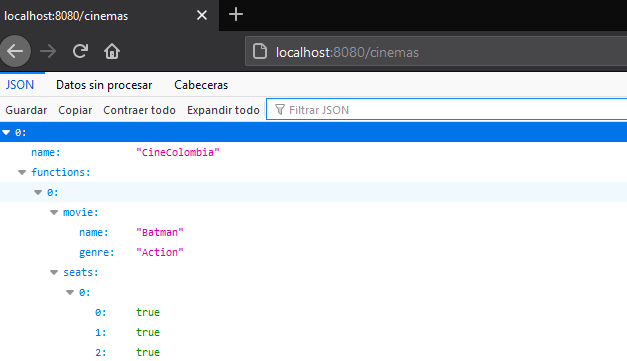 localhost:8080/cinemas
localhost:8080/cinemas
JSON Datos sin procesar Cabeceras
Guardar Copiar Contraer todo Expandir todo Filtrar JSON
0:
name: "CineColombia"
functions:
0:
movie:
name: "Batman"
genre: "Action"
seats:
0:
0: true
1: true
2: true